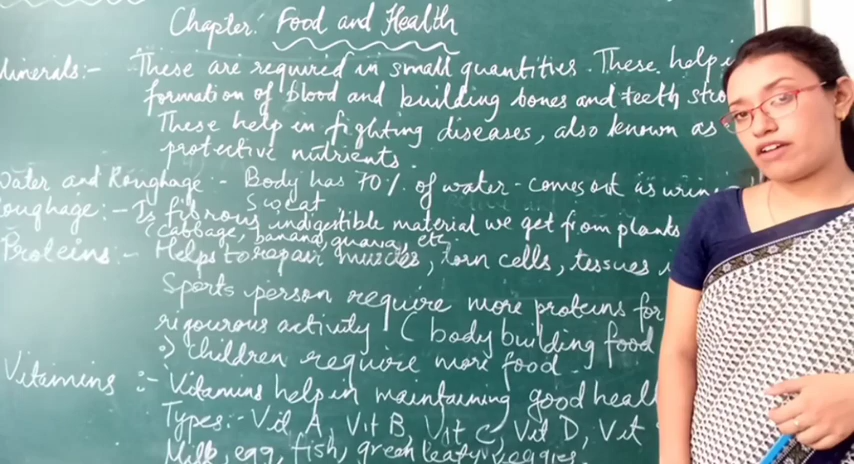 Chapter: Food and Health
Minerals:- These are required in small quantities. These help
formation of blood and building bones and teeth
These help in fighting diseases, also known as
protective nutrients.
Water and Roughage - Body has 70% of water - comes out is
Sweat
Roughage:- Is fibrous indigestible material we get from plants
(cabbage, banana, guava, etc
Proteins:- Helps to repair muscles, torn cells, tissues
Sports person require more proteins for
rigourous activity (body building food
children require more food.
Vitamins :- Vitamins help in maintaining good
Types:- Vit A, Vit B, Vit C, Vit D, Vit
Milk, egg, fish, green leafy veggies.